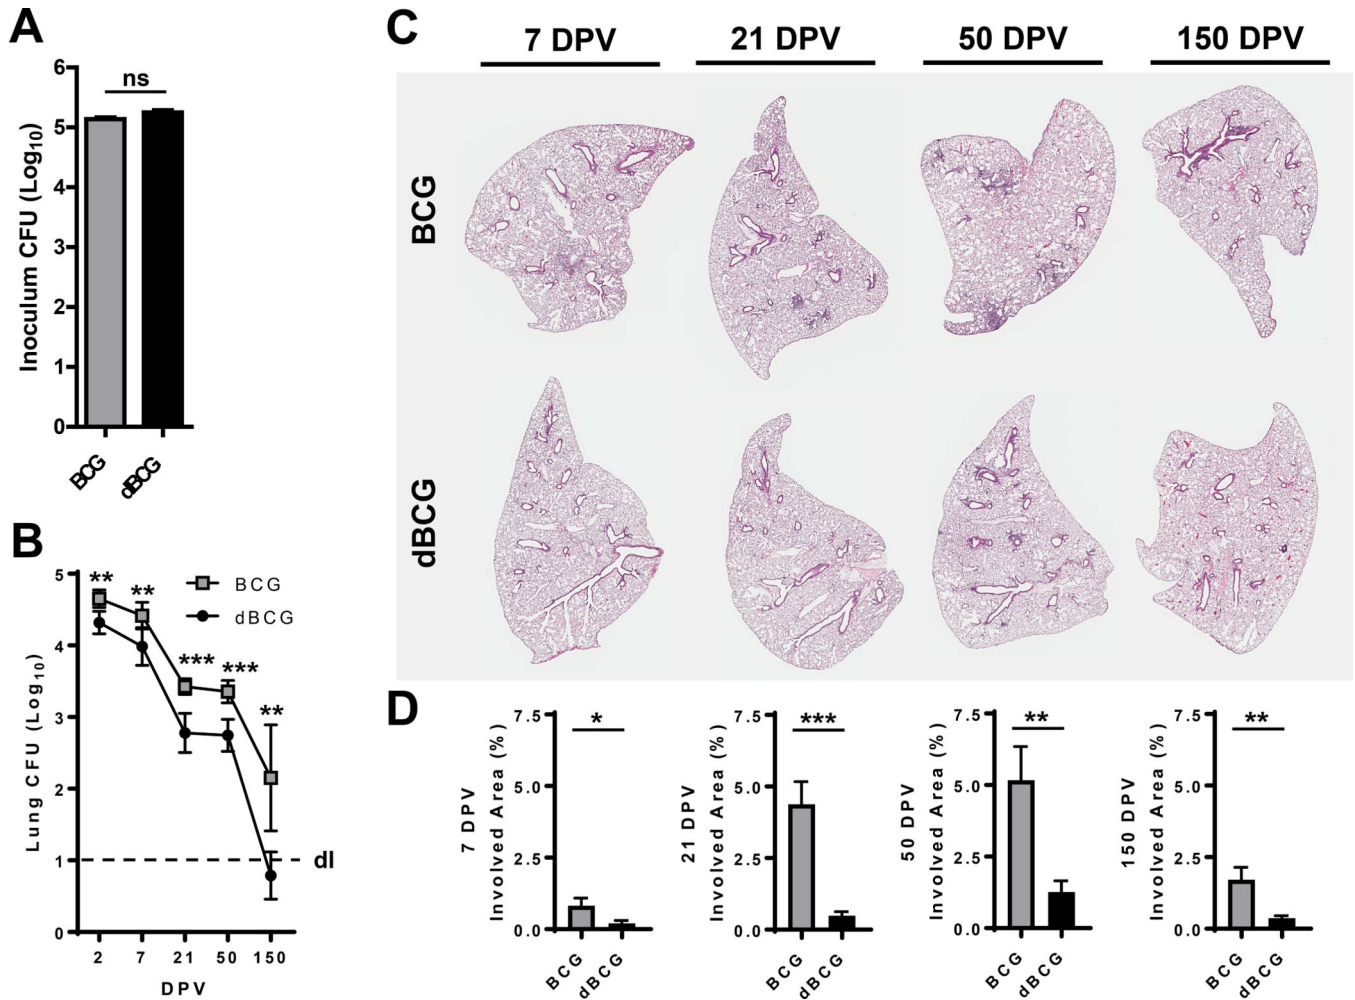 A
Inoculum CFU (Log10)
6
5
4
3
2
1
0
ns
BCG
dBCG
B
Lung CFU (Log10)
5
4
3
2
1
0
** ** *** *** **
BCG
dBCG
dl
2 7 21 50 150
DPV
C
7 DPV 21 DPV 50 DPV 150 DPV
BCG
dBCG
D
7 DPV
Involved Area (%)
7.5
5.0
2.5
0.0
*
BCG
dBCG
21 DPV
Involved Area (%)
7.5
5.0
2.5
0.0
***
BCG
dBCG
50 DPV
Involved Area (%)
7.5
5.0
2.5
0.0
**
BCG
dBCG
150 DPV
Involved Area (%)
7.5
5.0
2.5
0.0
**
BCG
dBCG